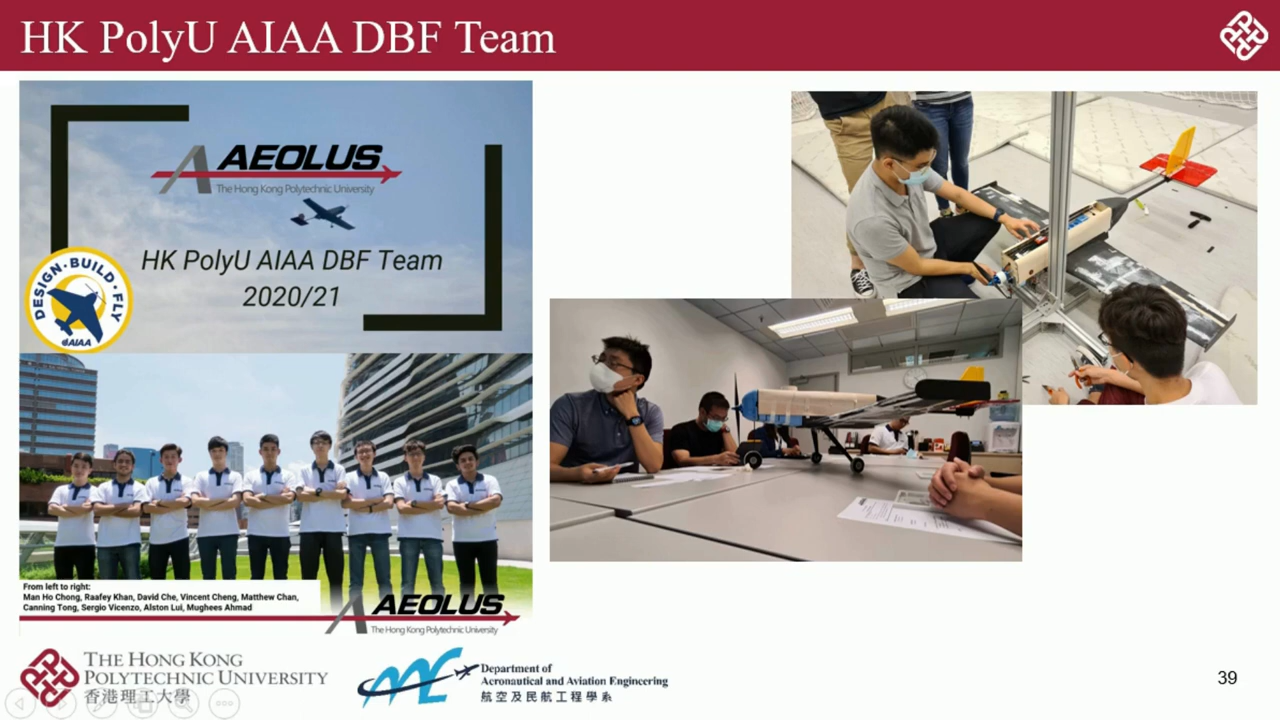 HK PolyU AIAA DBF Team
AEOLUS
The Hong Kong Polytechnic University
HK PolyU AIAA DBF Team
2020/21
DESIGN·BUILD·FLY
AIAA
From left to right:
Man Ho Chong, Raafey Khan, David Che, Vincent Cheng, Matthew Chan,
Canning Tong, Sergio Vicenzo, Alston Lui, Mughees Ahmad
AEOLUS
The Hong Kong Polytechnic University
THE HONG KONG
POLYTECHNIC UNIVERSITY
香港理工大學
Department of
Aeronautical and Aviation Engineering
航空及民航工程學系
39